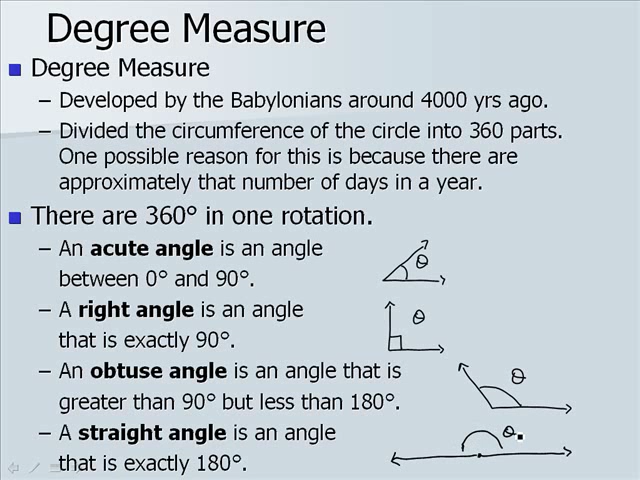 Degree Measure
Degree Measure
– Developed by the Babylonians around 4000 yrs ago.
– Divided the circumference of the circle into 360 parts.
One possible reason for this is because there are
approximately that number of days in a year.
There are 360° in one rotation.
– An acute angle is an angle
between 0° and 90°.
θ
– A right angle is an angle
that is exactly 90°.
θ
– An obtuse angle is an angle that is
greater than 90° but less than 180°.
θ
– A straight angle is an angle
that is exactly 180°.
θ